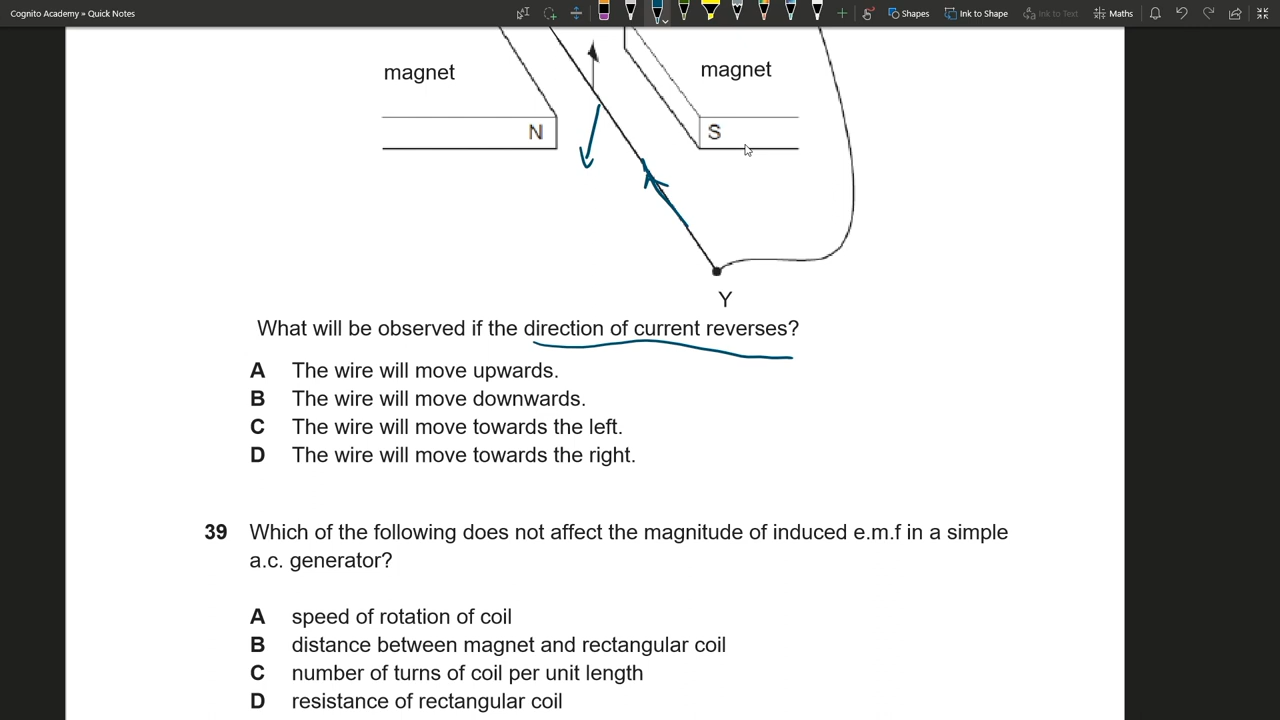 Cognito Academy » Quick Notes
Shapes
Ink to Shape
Ink to Text
Maths
magnet
magnet
N
S
Y
What will be observed if the direction of current reverses?
A The wire will move upwards.
B The wire will move downwards.
C The wire will move towards the left.
D The wire will move towards the right.
39 Which of the following does not affect the magnitude of induced e.m.f in a simple
a.c. generator?
A speed of rotation of coil
B distance between magnet and rectangular coil
C number of turns of coil per unit length
D resistance of rectangular coil